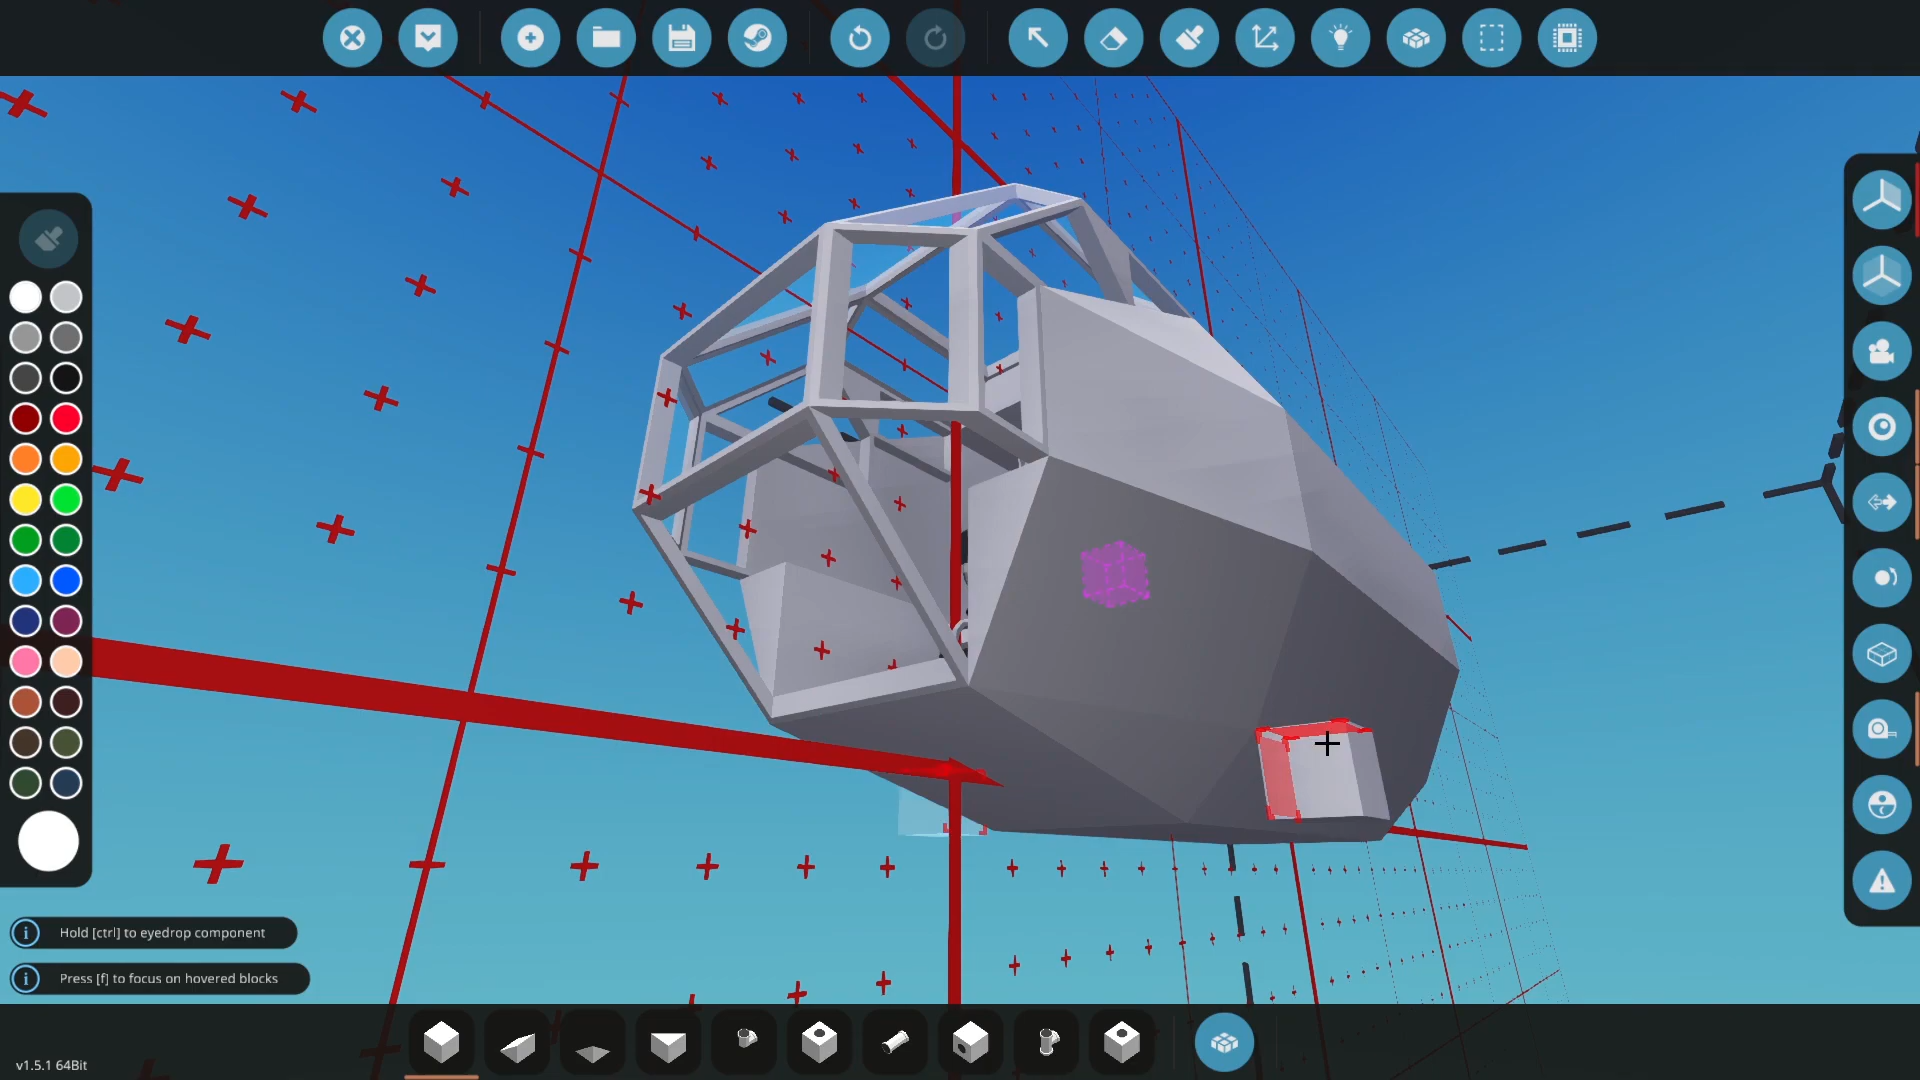 Hold [ctrl] to eyedrop component
Press [f] to focus on hovered blocks
v1.5.1 64Bit